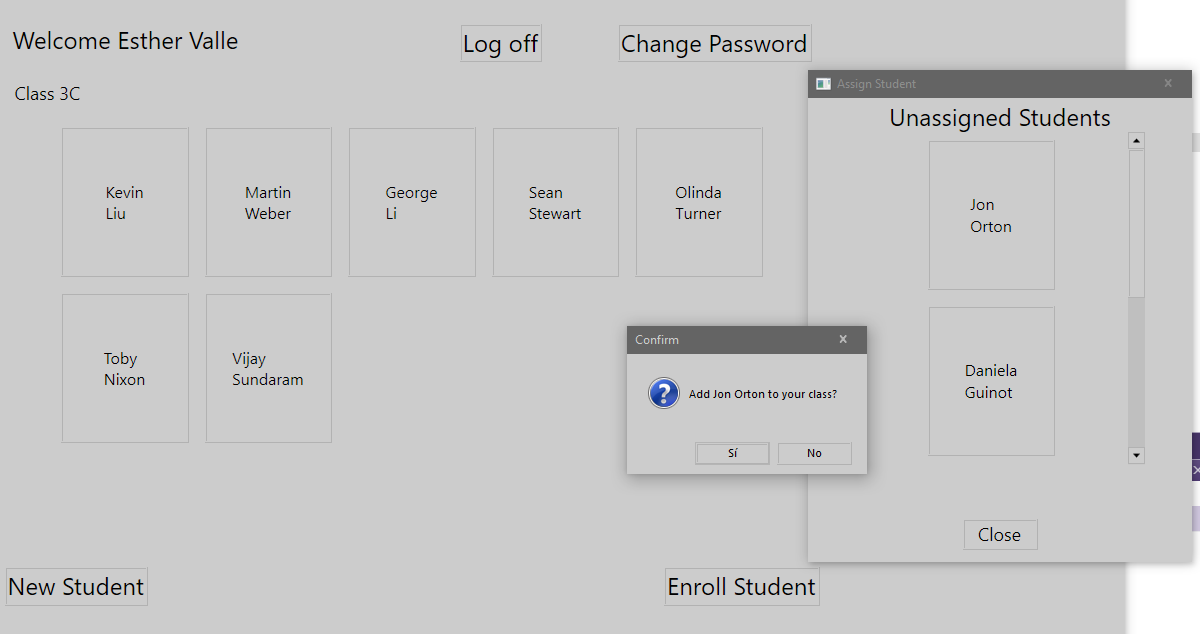 Welcome Esther Valle
Log off
Change Password
Class 3C
Kevin
Liu
Martin
Weber
George
Li
Sean
Stewart
Olinda
Turner
Toby
Nixon
Vijay
Sundaram
New Student
Enroll Student
Assign Student
x
Unassigned Students
Jon
Orton
Daniela
Guinot
Close
Confirm
x
?
Add Jon Orton to your class?
Sí
No